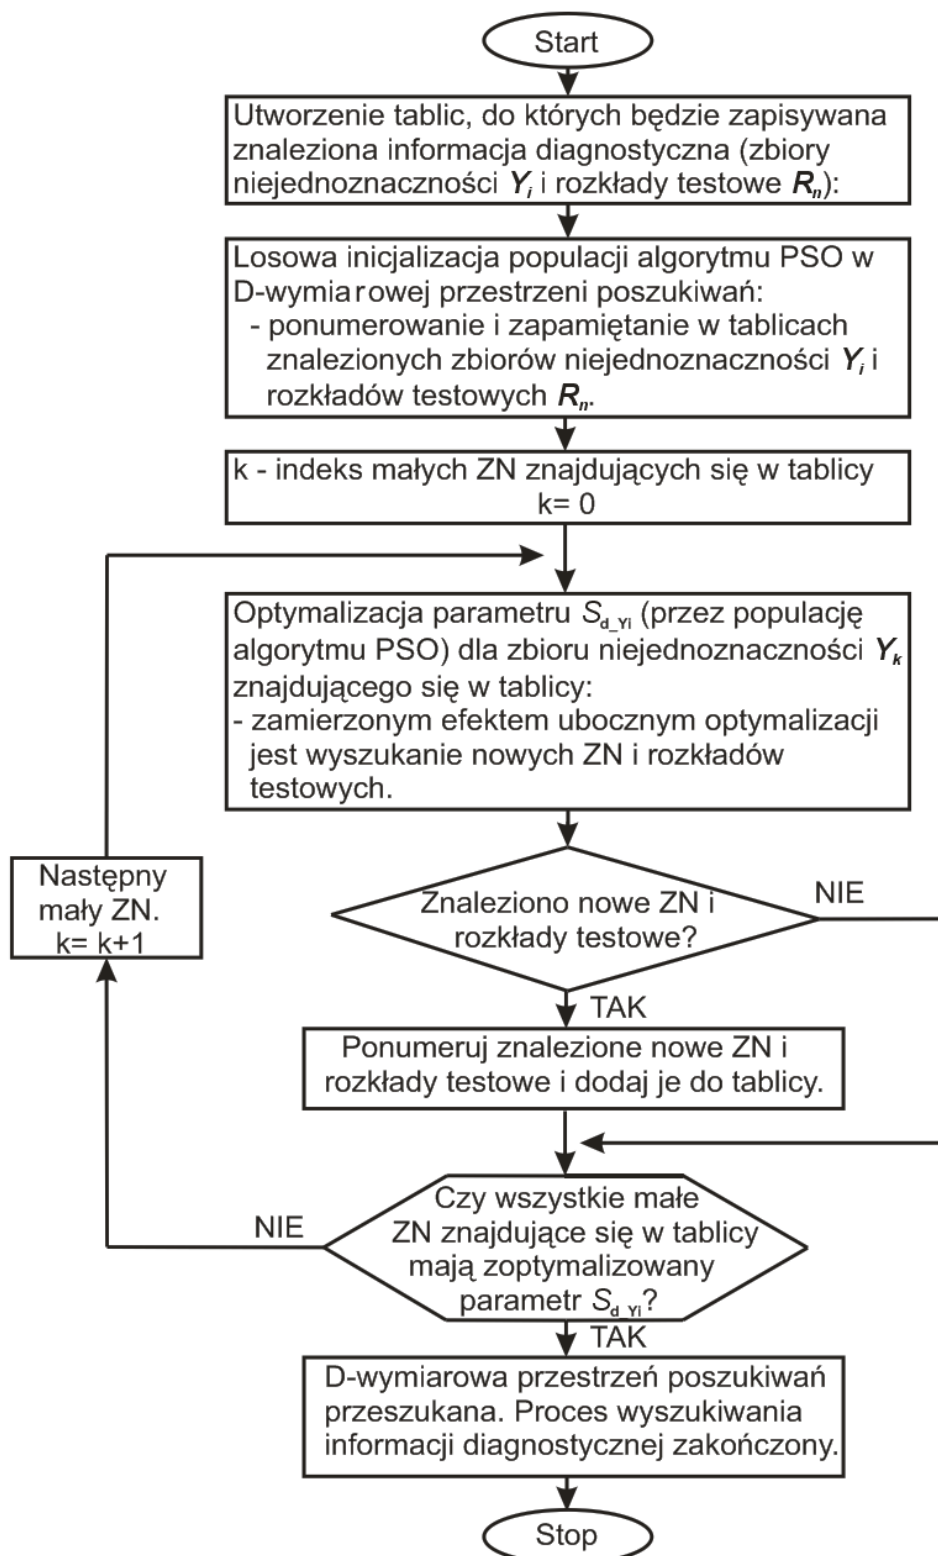 Start
Utworzenie tablic, do których będzie zapisywana
znaleziona informacja diagnostyczna (zbiory
niejednoznaczności Yi i rozkłady testowe Rn):
Losowa inicjalizacja populacji algorytmu PSO w
D-wymiarowej przestrzeni poszukiwań:
- ponumerowanie i zapamiętanie w tablicach
znalezionych zbiorów niejednoznaczności Yi i
rozkładów testowych Rn.
k - indeks małych ZN znajdujących się w tablicy
k= 0
Optymalizacja parametru Sd_Yi (przez populację
algorytmu PSO) dla zbioru niejednoznaczności Yk
znajdującego się w tablicy:
- zamierzonym efektem ubocznym optymalizacji
jest wyszukanie nowych ZN i rozkładów
testowych.
Następny
mały ZN.
k= k+1
Znaleziono nowe ZN i
rozkłady testowe?
NIE
TAK
Ponumeruj znalezione nowe ZN i
rozkłady testowe i dodaj je do tablicy.
Czy wszystkie małe
ZN znajdujące się w tablicy
mają zoptymalizowany
parametr Sd_Yi?
NIE
TAK
D-wymiarowa przestrzeń poszukiwań
przeszukana. Proces wyszukiwania
informacji diagnostycznej zakończony.
Stop